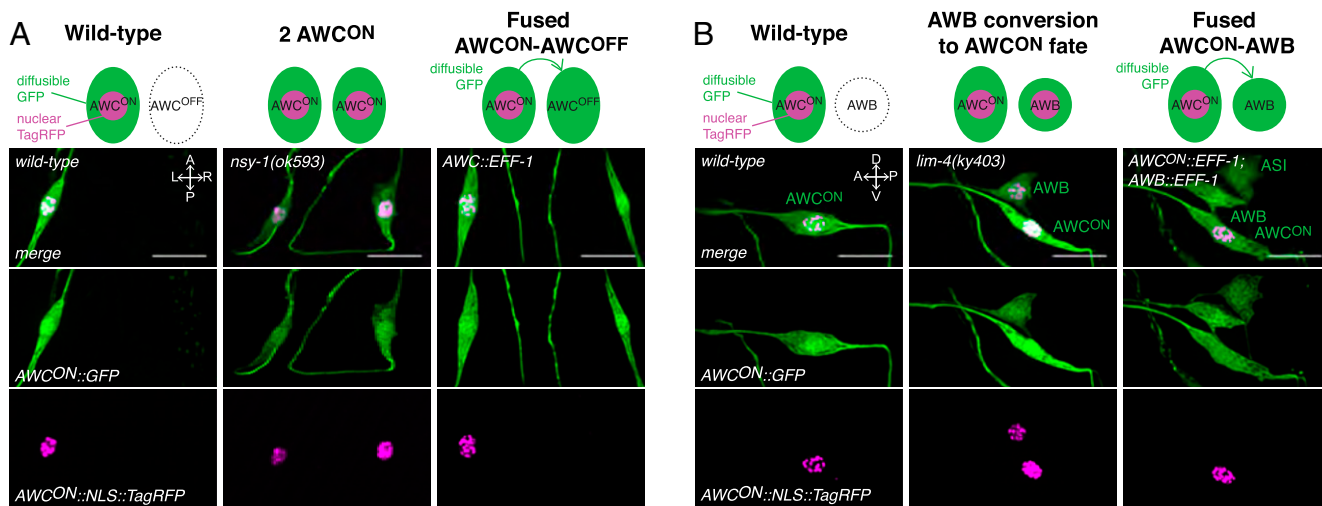 A
Wild-type
2 AWCON
Fused
AWCON-AWCOFF
diffusible
GFP
AWCON
AWCOFF
nuclear
TagRFP
AWCON
AWCON
diffusible
GFP
AWCON
AWCOFF
wild-type
A
L R
P
merge
nsy-1(ok593)
AWC::EFF-1
AWCON::GFP
AWCON::NLS::TagRFP
B
Wild-type
AWB conversion
to AWCON fate
Fused
AWCON-AWB
diffusible
GFP
AWCON
AWB
nuclear
TagRFP
AWCON
AWB
diffusible
GFP
AWCON
AWB
wild-type
D
A P
V
AWCON
merge
lim-4(ky403)
AWB
AWCON
AWCON::EFF-1;
AWB::EFF-1
ASI
AWB
AWCON
AWCON::GFP
AWCON::NLS::TagRFP